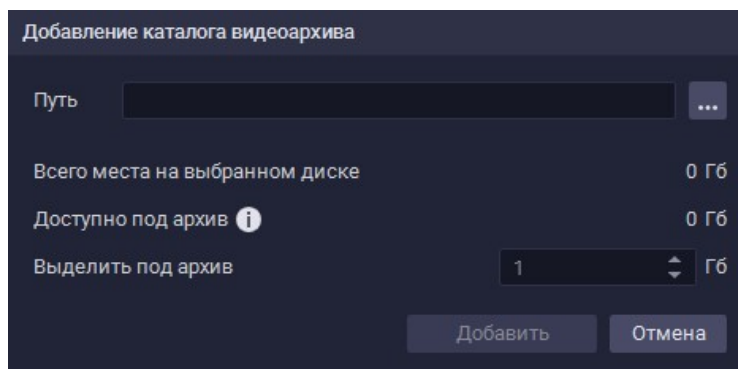 Добавление каталога видеоархива
Путь ...
Всего места на выбранном диске 0 Гб
Доступно под архив i 0 Гб
Выделить под архив 1 Гб
Добавить Отмена